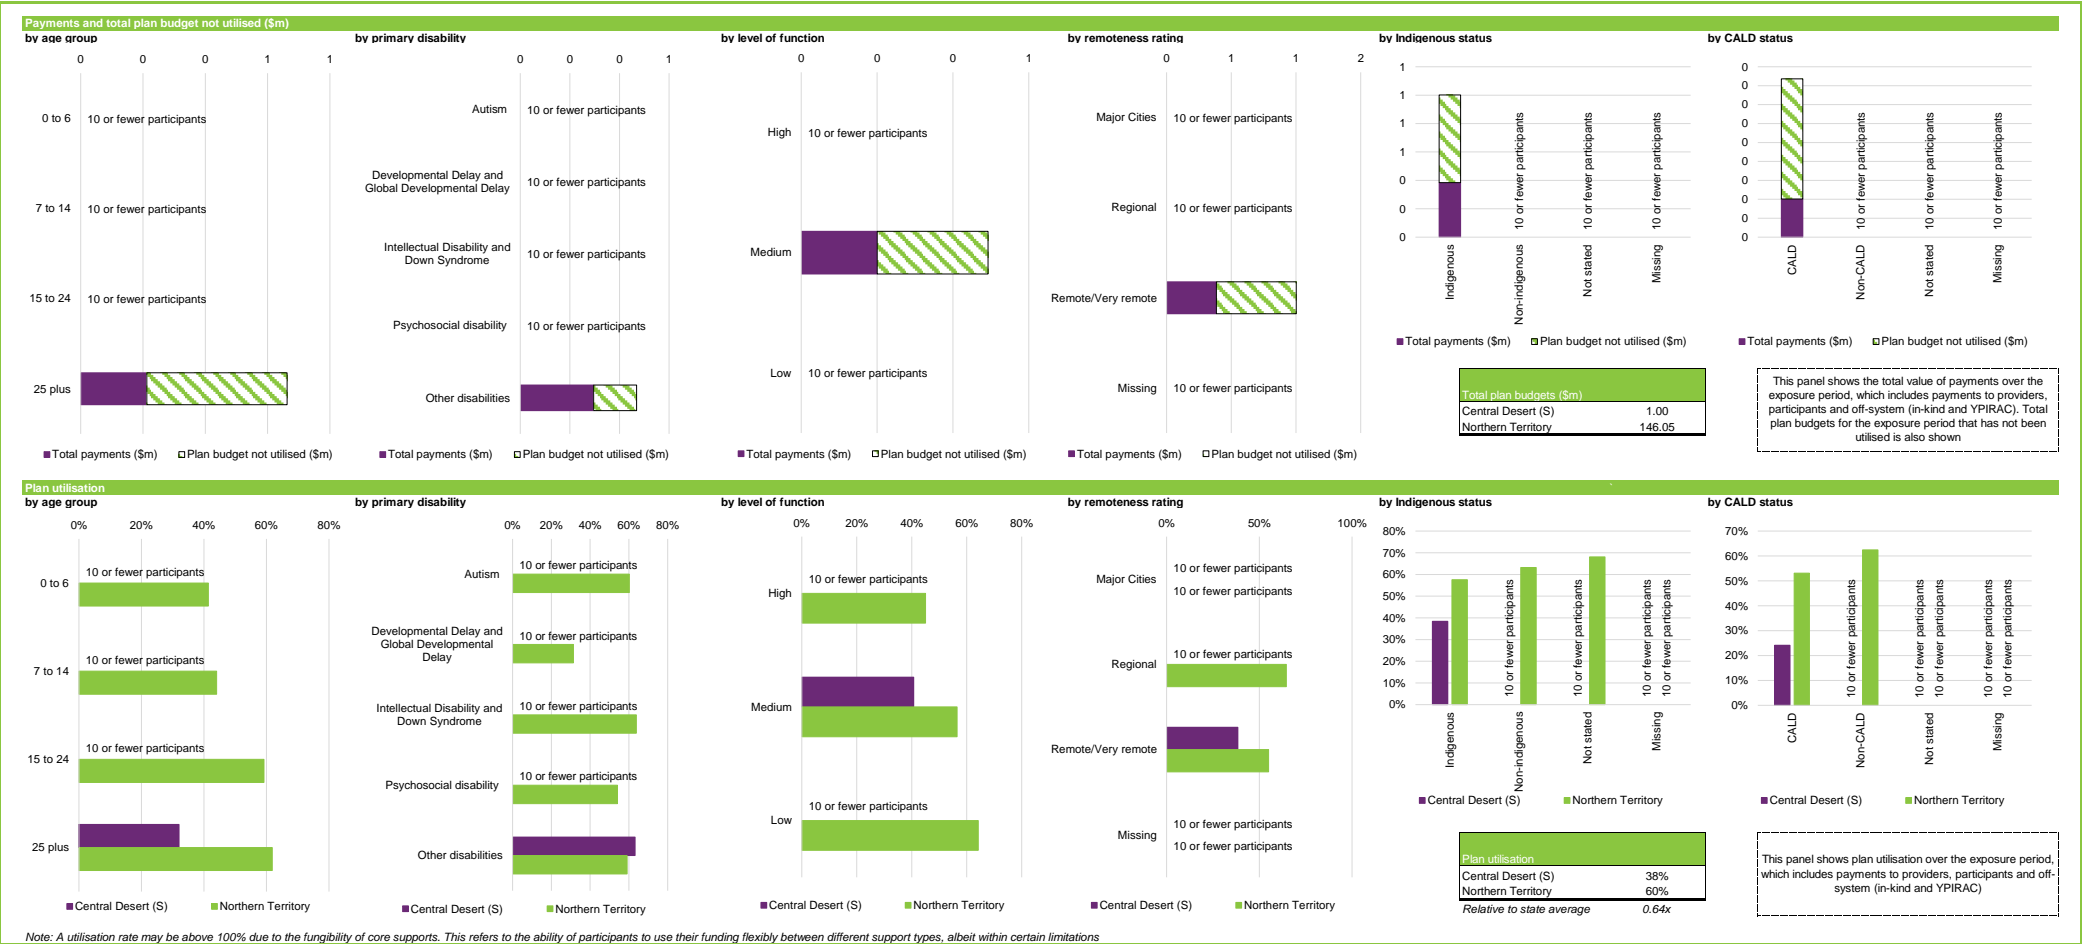 Payments and total plan budget not utilised ($m)
by age group
0 0 0 1 1
0 to 6 10 or fewer participants
7 to 14 10 or fewer participants
15 to 24 10 or fewer participants
25 plus
Total payments ($m) Plan budget not utilised ($m)
by primary disability
0 0 0 1
Autism 10 or fewer participants
Developmental Delay and
Global Developmental Delay
10 or fewer participants
Intellectual Disability and
Down Syndrome
10 or fewer participants
Psychosocial disability 10 or fewer participants
Other disabilities
Total payments ($m) Plan budget not utilised ($m)
by level of function
0 0 0 1
High 10 or fewer participants
Medium
Low 10 or fewer participants
Total payments ($m) Plan budget not utilised ($m)
by remoteness rating
0 1 1 2
Major Cities 10 or fewer participants
Regional 10 or fewer participants
Remote/Very remote
Missing 10 or fewer participants
Total payments ($m) Plan budget not utilised ($m)
by Indigenous status
1
1
1
1
0
0
0
10 or fewer participants
10 or fewer participants
10 or fewer participants
Indigenous
Non-indigenous
Not stated
Missing
Total payments ($m) Plan budget not utilised ($m)
by CALD status
0
0
0
0
0
0
0
0
0
0
10 or fewer participants
10 or fewer participants
10 or fewer participants
CALD
Non-CALD
Not stated
Missing
Total payments ($m) Plan budget not utilised ($m)
Total plan budgets ($m)
Central Desert (S) 1.00
Northern Territory 146.05
This panel shows the total value of payments over the
exposure period, which includes payments to providers,
participants and off-system (in-kind and YPIRAC). Total
plan budgets for the exposure period that has not been
utilised is also shown
Plan utilisation
by age group
0% 20% 40% 60% 80%
0 to 6 10 or fewer participants
7 to 14 10 or fewer participants
15 to 24 10 or fewer participants
25 plus
Central Desert (S) Northern Territory
by primary disability
0% 20% 40% 60% 80%
Autism 10 or fewer participants
Developmental Delay and
Global Developmental
Delay
10 or fewer participants
Intellectual Disability and
Down Syndrome
10 or fewer participants
Psychosocial disability 10 or fewer participants
Other disabilities
Central Desert (S) Northern Territory
by level of function
0% 20% 40% 60% 80%
High 10 or fewer participants
Medium
Low 10 or fewer participants
Central Desert (S) Northern Territory
by remoteness rating
0% 50% 100%
Major Cities 10 or fewer participants
10 or fewer participants
Regional 10 or fewer participants
Remote/Very remote
Missing 10 or fewer participants
10 or fewer participants
Central Desert (S) Northern Territory
by Indigenous status
80%
70%
60%
50%
40%
30%
20%
10%
0%
10 or fewer participants
10 or fewer participants
10 or fewer participants
10 or fewer participants
Indigenous
Non-indigenous
Not stated
Missing
Central Desert (S) Northern Territory
by CALD status
70%
60%
50%
40%
30%
20%
10%
0%
10 or fewer participants
10 or fewer participants
10 or fewer participants
10 or fewer participants
10 or fewer participants
CALD
Non-CALD
Not stated
Missing
Central Desert (S) Northern Territory
Plan utilisation
Central Desert (S) 38%
Northern Territory 60%
Relative to state average 0.64x
This panel shows plan utilisation over the exposure period,
which includes payments to providers, participants and off-
system (in-kind and YPIRAC)
Note: A utilisation rate may be above 100% due to the fungibility of core supports. This refers to the ability of participants to use their funding flexibly between different support types, albeit within certain limitations